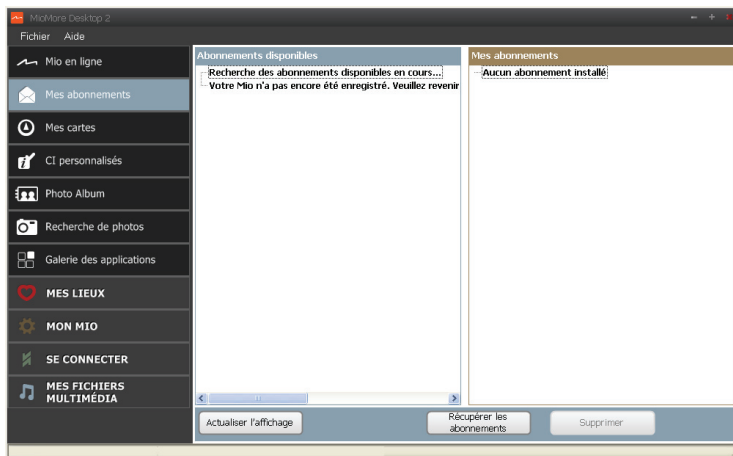 MioMore Desktop 2
Fichier Aide
Mio en ligne
Mes abonnements
Mes cartes
CI personnalisés
Photo Album
Recherche de photos
Galerie des applications
MES LIEUX
MON MIO
SE CONNECTER
MES FICHIERS
MULTIMÉDIA
Abonnements disponibles
Recherche des abonnements disponibles en cours...
Votre Mio n'a pas encore été enregistré. Veuillez revenir
Mes abonnements
Aucun abonnement installé
Actualiser l'affichage
Récupérer les
abonnements
Supprimer